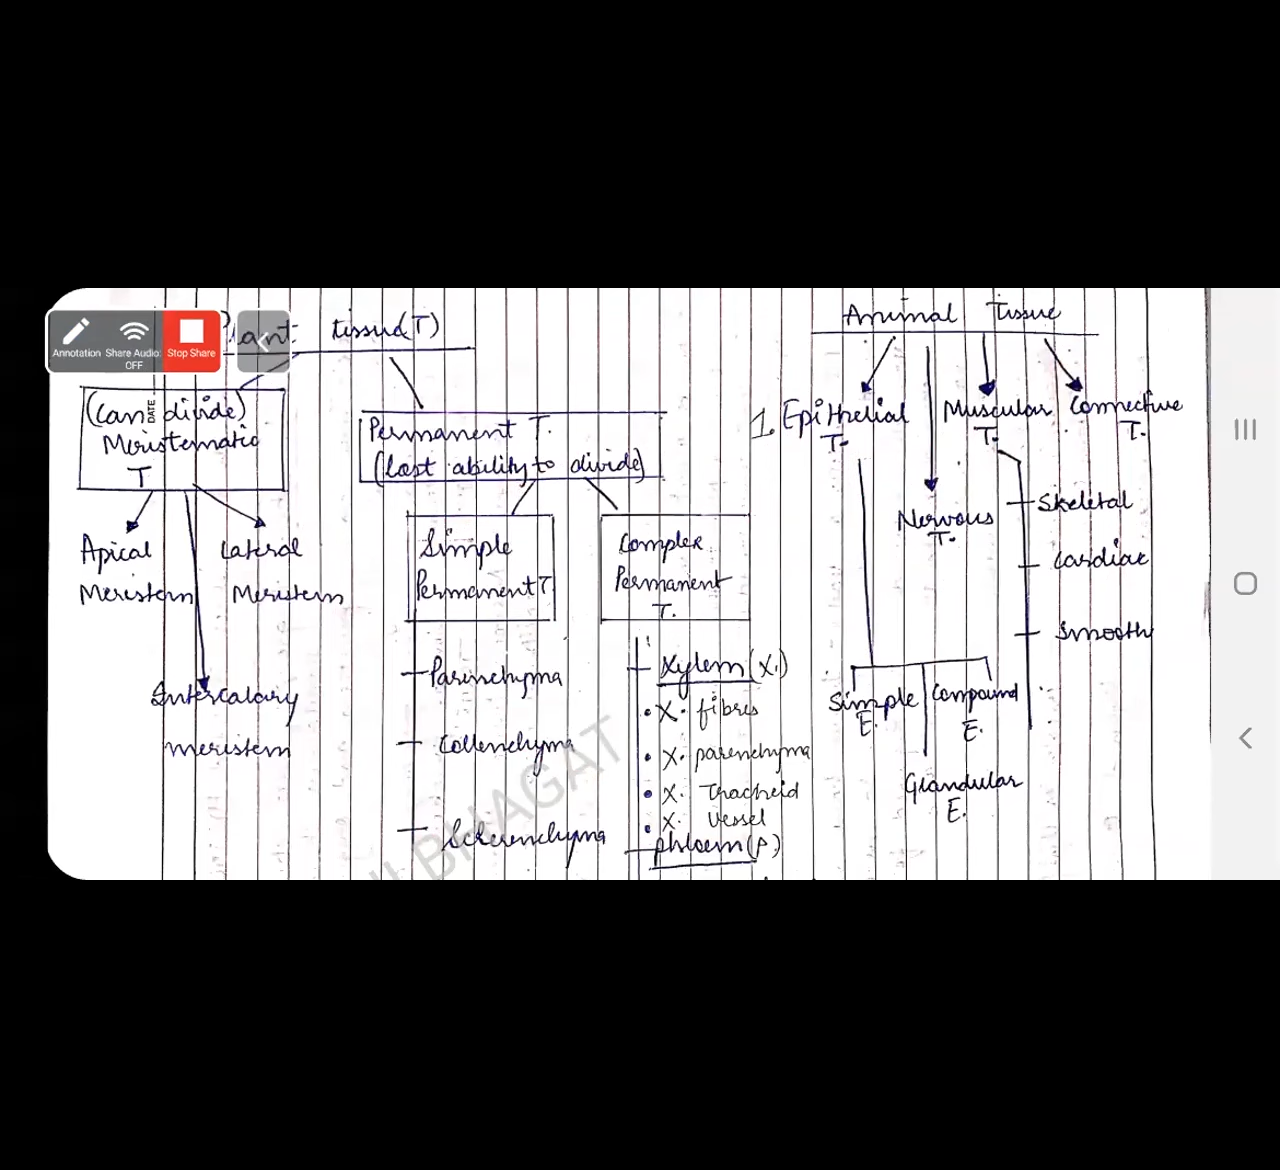 Annotation
Share Audio:
OFF
Stop Share
Plant tissue(T)
(Can divide)
DATE
Meristematic
T
Apical
Meristem
Lateral
Meristem
Intercalary
meristem
Permanent T.
(lost ability to divide)
Simple
Permanent T
Parenchyma
Collenchyma
Sclerenchyma
Complex
Permanent
T.
Xylem(X.)
• X. fibres
• X. parenchyma
• X. Tracheid
• X. vessel
phloem(P)
BHAGAT
Animal Tissue
1. Epithelial
T.
Nervous
T.
Muscular
T.
Connective
T.
Skeletal
Cardiac
Smooth
Simple
E.
Compound
E.
Glandular
E.